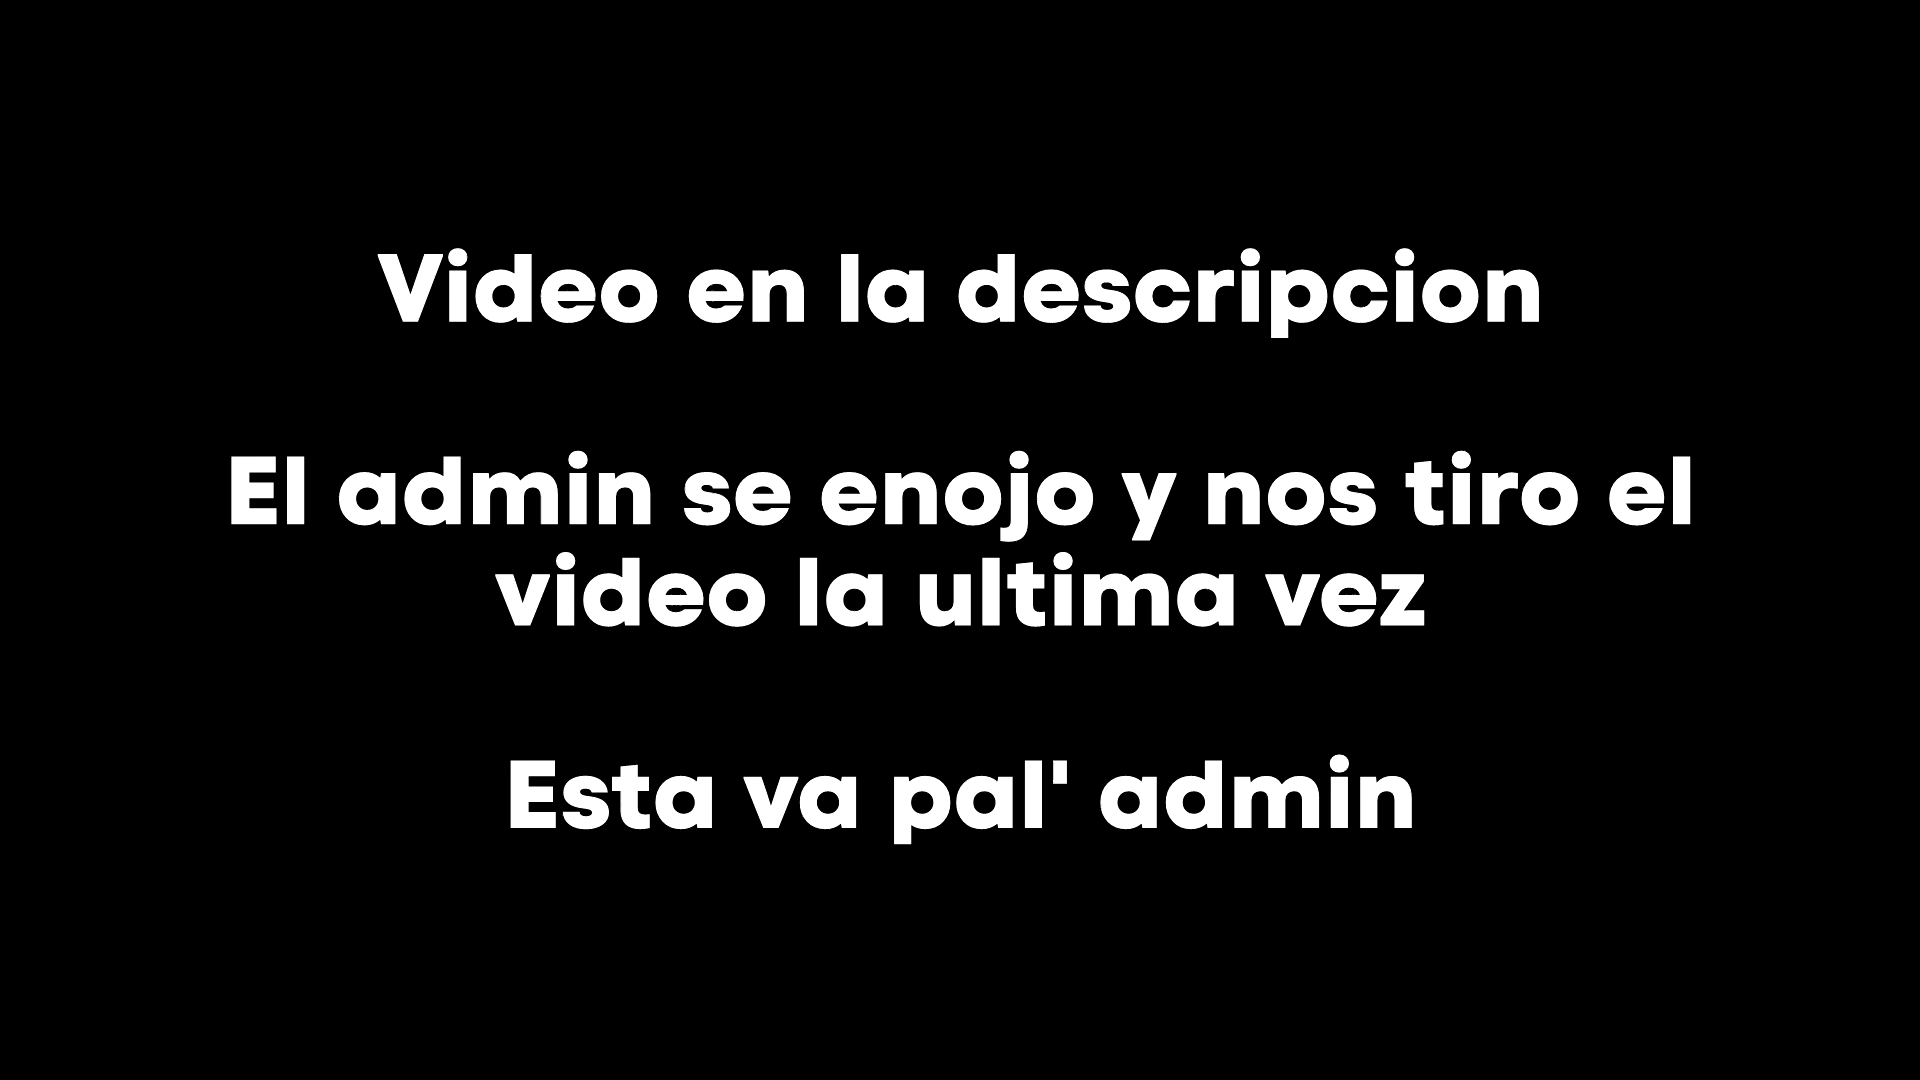 Video en la descripcion
El admin se enojo y nos tiro el
video la ultima vez
Esta va pal' admin